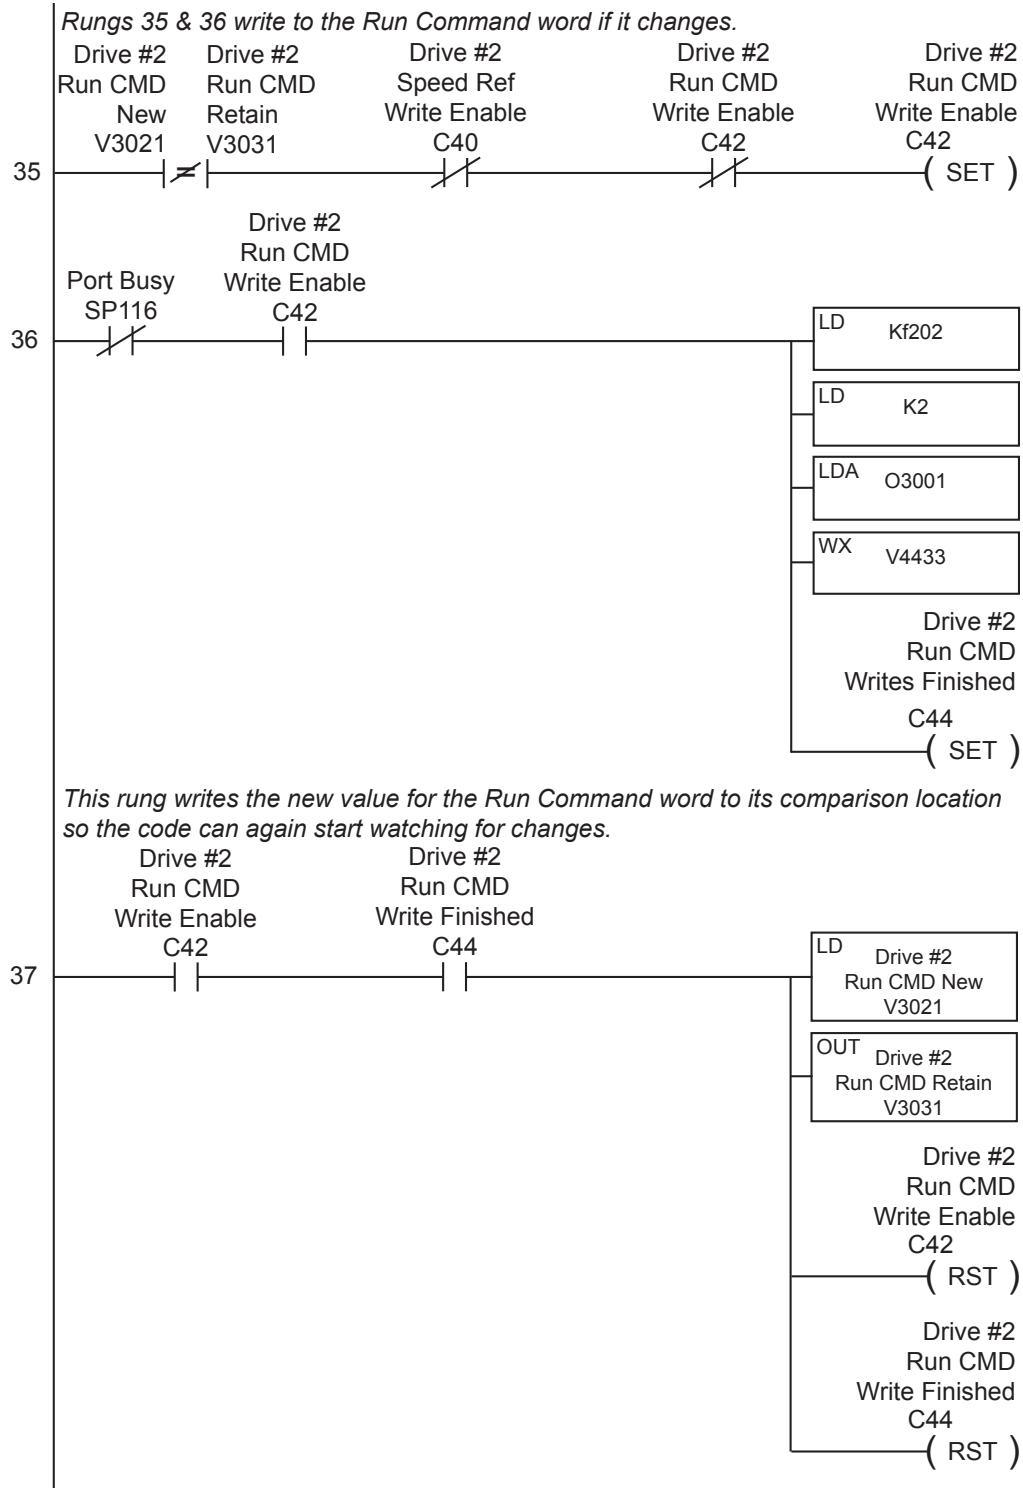 Rungs 35 & 36 write to the Run Command word if it changes.
Drive #2
Run CMD
New
V3021
Drive #2
Run CMD
Retain
V3031
Drive #2
Speed Ref
Write Enable
C40
Drive #2
Run CMD
Write Enable
C42
Drive #2
Run CMD
Write Enable
C42
35
=
( SET )
Port Busy
SP116
Drive #2
Run CMD
Write Enable
C42
36
LD
Kf202
LD
K2
LDA
O3001
WX
V4433
Drive #2
Run CMD
Writes Finished
C44
( SET )
This rung writes the new value for the Run Command word to its comparison location
so the code can again start watching for changes.
Drive #2
Run CMD
Write Enable
C42
Drive #2
Run CMD
Write Finished
C44
37
LD
Drive #2
Run CMD New
V3021
OUT
Drive #2
Run CMD Retain
V3031
Drive #2
Run CMD
Write Enable
C42
( RST )
Drive #2
Run CMD
Write Finished
C44
( RST )